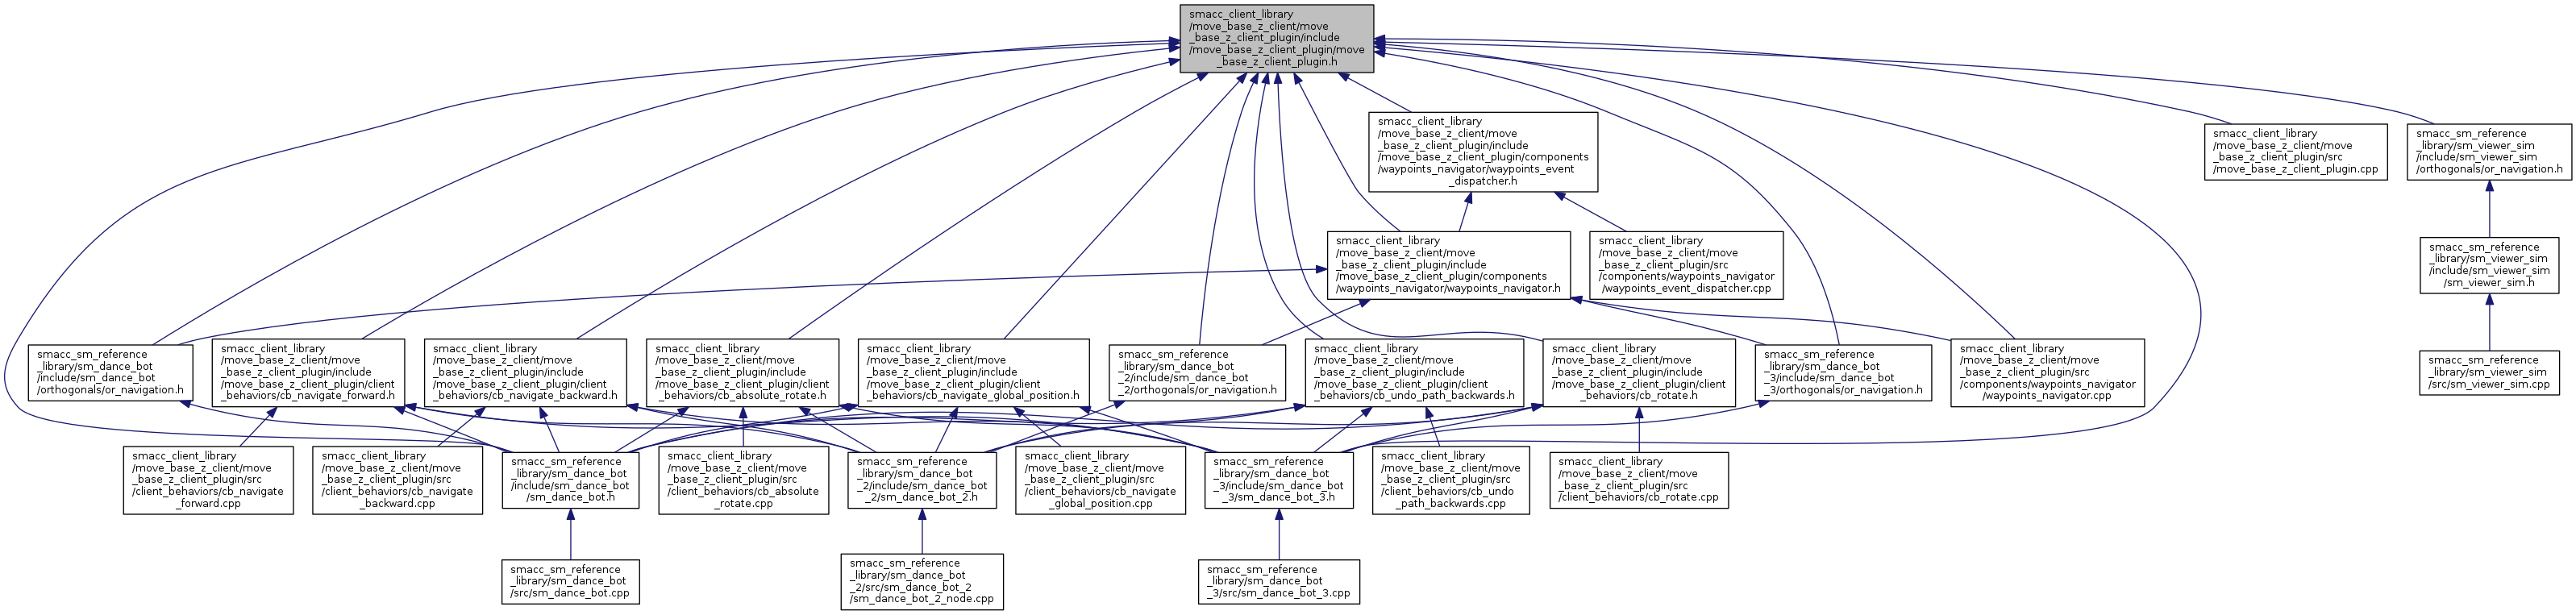 smacc_client_library
/move_base_z_client/move
_base_z_client_plugin/include
/move_base_z_client_plugin/move
_base_z_client_plugin.h
smacc_client_library
/move_base_z_client/move
_base_z_client_plugin/include
/move_base_z_client_plugin/components
/waypoints_navigator/waypoints_event
_dispatcher.h
smacc_client_library
/move_base_z_client/move
_base_z_client_plugin/src
/move_base_z_client_plugin.cpp
smacc_sm_reference
_library/sm_viewer_sim
/include/sm_viewer_sim
/orthogonals/or_navigation.h
smacc_client_library
/move_base_z_client/move
_base_z_client_plugin/include
/move_base_z_client_plugin/components
/waypoints_navigator/waypoints_navigator.h
smacc_client_library
/move_base_z_client/move
_base_z_client_plugin/src
/components/waypoints_navigator
/waypoints_event_dispatcher.cpp
smacc_sm_reference
_library/sm_viewer_sim
/include/sm_viewer_sim
/sm_viewer_sim.h
smacc_sm_reference
_library/sm_dance_bot
/include/sm_dance_bot
/orthogonals/or_navigation.h
smacc_client_library
/move_base_z_client/move
_base_z_client_plugin/include
/move_base_z_client_plugin/client
_behaviors/cb_navigate_forward.h
smacc_client_library
/move_base_z_client/move
_base_z_client_plugin/include
/move_base_z_client_plugin/client
_behaviors/cb_navigate_backward.h
smacc_client_library
/move_base_z_client/move
_base_z_client_plugin/include
/move_base_z_client_plugin/client
_behaviors/cb_absolute_rotate.h
smacc_client_library
/move_base_z_client/move
_base_z_client_plugin/include
/move_base_z_client_plugin/client
_behaviors/cb_navigate_global_position.h
smacc_sm_reference
_library/sm_dance_bot
_2/include/sm_dance_bot
_2/orthogonals/or_navigation.h
smacc_client_library
/move_base_z_client/move
_base_z_client_plugin/include
/move_base_z_client_plugin/client
_behaviors/cb_undo_path_backwards.h
smacc_client_library
/move_base_z_client/move
_base_z_client_plugin/include
/move_base_z_client_plugin/client
_behaviors/cb_rotate.h
smacc_sm_reference
_library/sm_dance_bot
_3/include/sm_dance_bot
_3/orthogonals/or_navigation.h
smacc_client_library
/move_base_z_client/move
_base_z_client_plugin/src
/components/waypoints_navigator
/waypoints_navigator.cpp
smacc_sm_reference
_library/sm_viewer_sim
/src/sm_viewer_sim.cpp
smacc_client_library
/move_base_z_client/move
_base_z_client_plugin/src
/client_behaviors/cb_navigate
_forward.cpp
smacc_client_library
/move_base_z_client/move
_base_z_client_plugin/src
/client_behaviors/cb_navigate
_backward.cpp
smacc_sm_reference
_library/sm_dance_bot
/include/sm_dance_bot
/sm_dance_bot.h
smacc_client_library
/move_base_z_client/move
_base_z_client_plugin/src
/client_behaviors/cb_absolute
_rotate.cpp
smacc_sm_reference
_library/sm_dance_bot
_2/include/sm_dance_bot
_2/sm_dance_bot_2.h
smacc_client_library
/move_base_z_client/move
_base_z_client_plugin/src
/client_behaviors/cb_navigate
_global_position.cpp
smacc_sm_reference
_library/sm_dance_bot
_3/include/sm_dance_bot
_3/sm_dance_bot_3.h
smacc_client_library
/move_base_z_client/move
_base_z_client_plugin/src
/client_behaviors/cb_undo
_path_backwards.cpp
smacc_client_library
/move_base_z_client/move
_base_z_client_plugin/src
/client_behaviors/cb_rotate.cpp
smacc_sm_reference
_library/sm_dance_bot
/src/sm_dance_bot.cpp
smacc_sm_reference
_library/sm_dance_bot
_2/src/sm_dance_bot_2
/sm_dance_bot_2_node.cpp
smacc_sm_reference
_library/sm_dance_bot
_3/src/sm_dance_bot_3.cpp